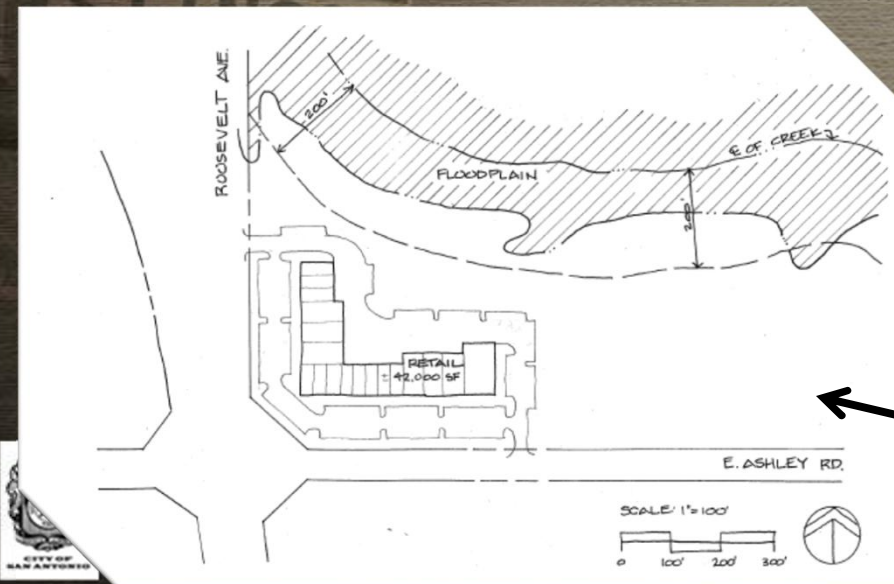 ROOSEVELT AVE.
200'
FLOODPLAIN
℄ OF CREEK
200'
RETAIL
± 42,000 SF
E. ASHLEY RD.
SCALE: 1"=100'
0 100' 200' 300'
CITY OF
SAN ANTONIO